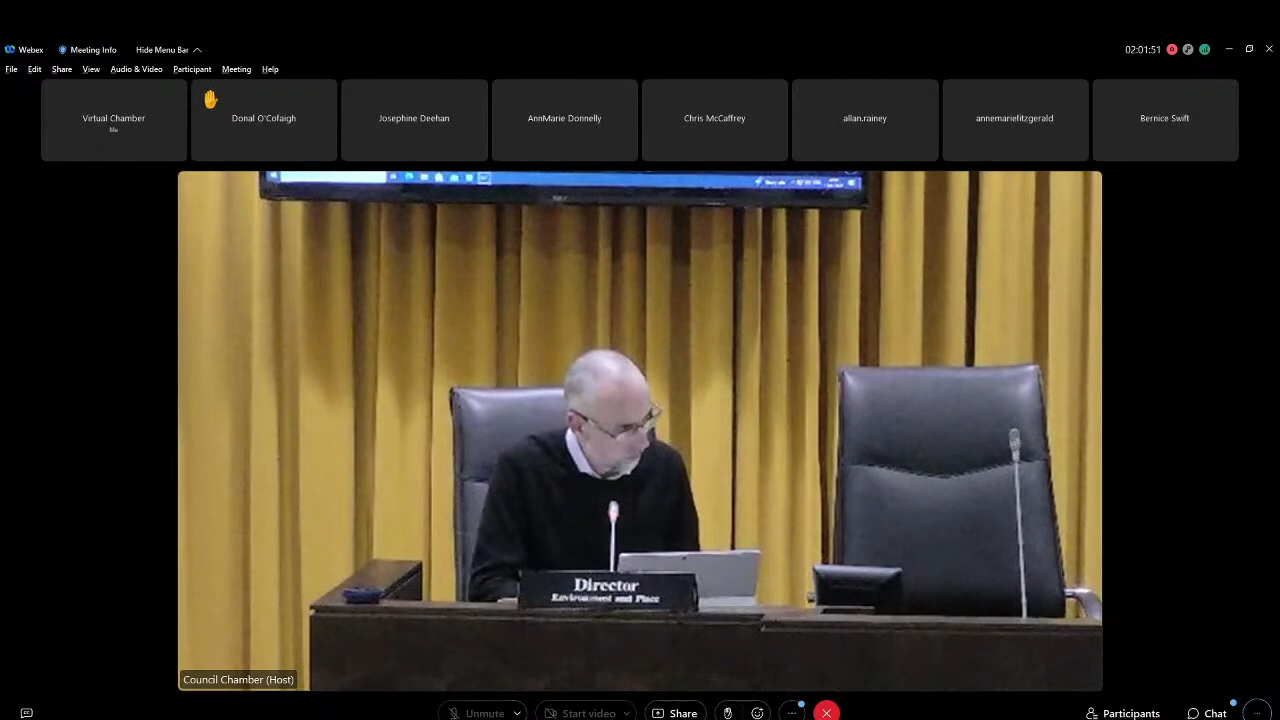 Webex Meeting Info Hide Menu Bar 02:01:51
File Edit Share View Audio & Video Participant Meeting Help
Virtual Chamber Donal O'Cofaigh Josephine Deehan AnnMarie Donnelly Chris McCaffrey allan.rainey annemariefitzgerald Bernice Swift
Me
Director
Environment and Place
Council Chamber (Host)
Unmute Start video Share Participants Chat